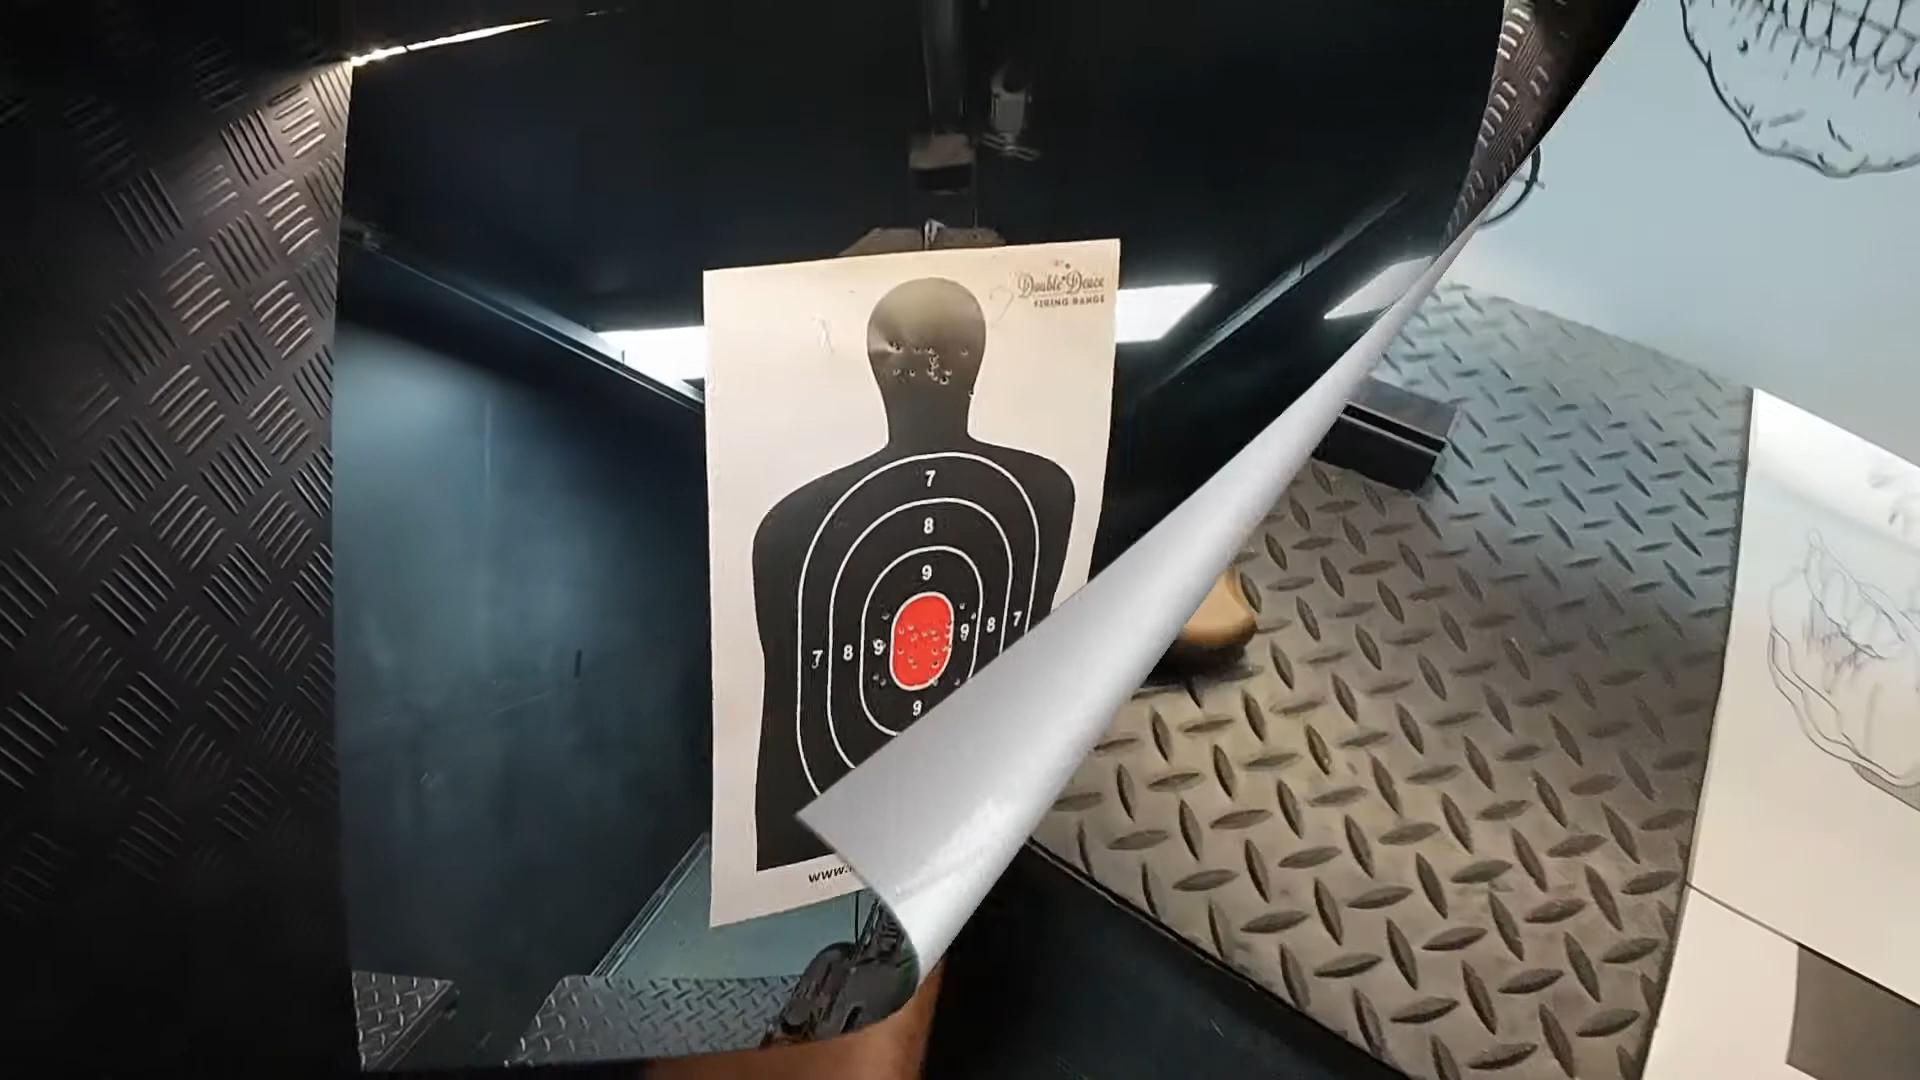 Double Deuce
FIRING RANGE
7
8
9
7 8 9 9 8 7
9
www.